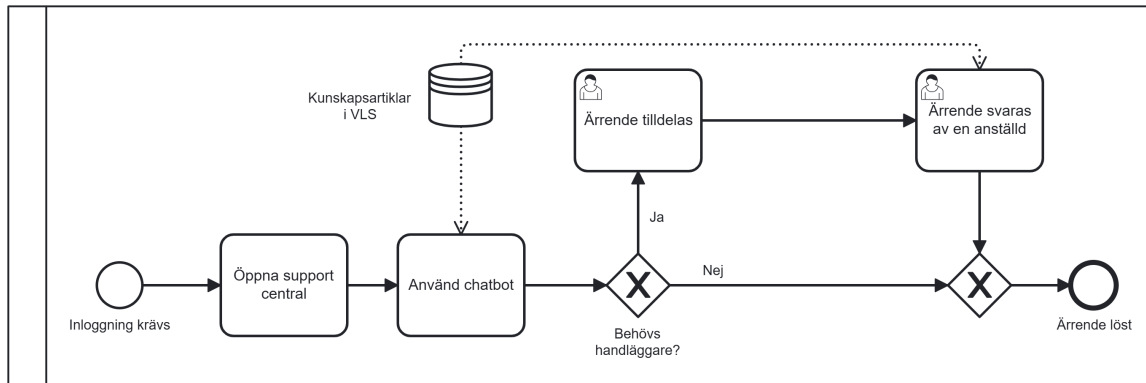 Kunskapsartiklar
i VLS
Ärrende tilldelas
Ärrende svaras
av en anställd
Ja
Öppna support
central
Använd chatbot
Nej
Inloggning krävs
Behövs
handläggare?
Ärrende löst